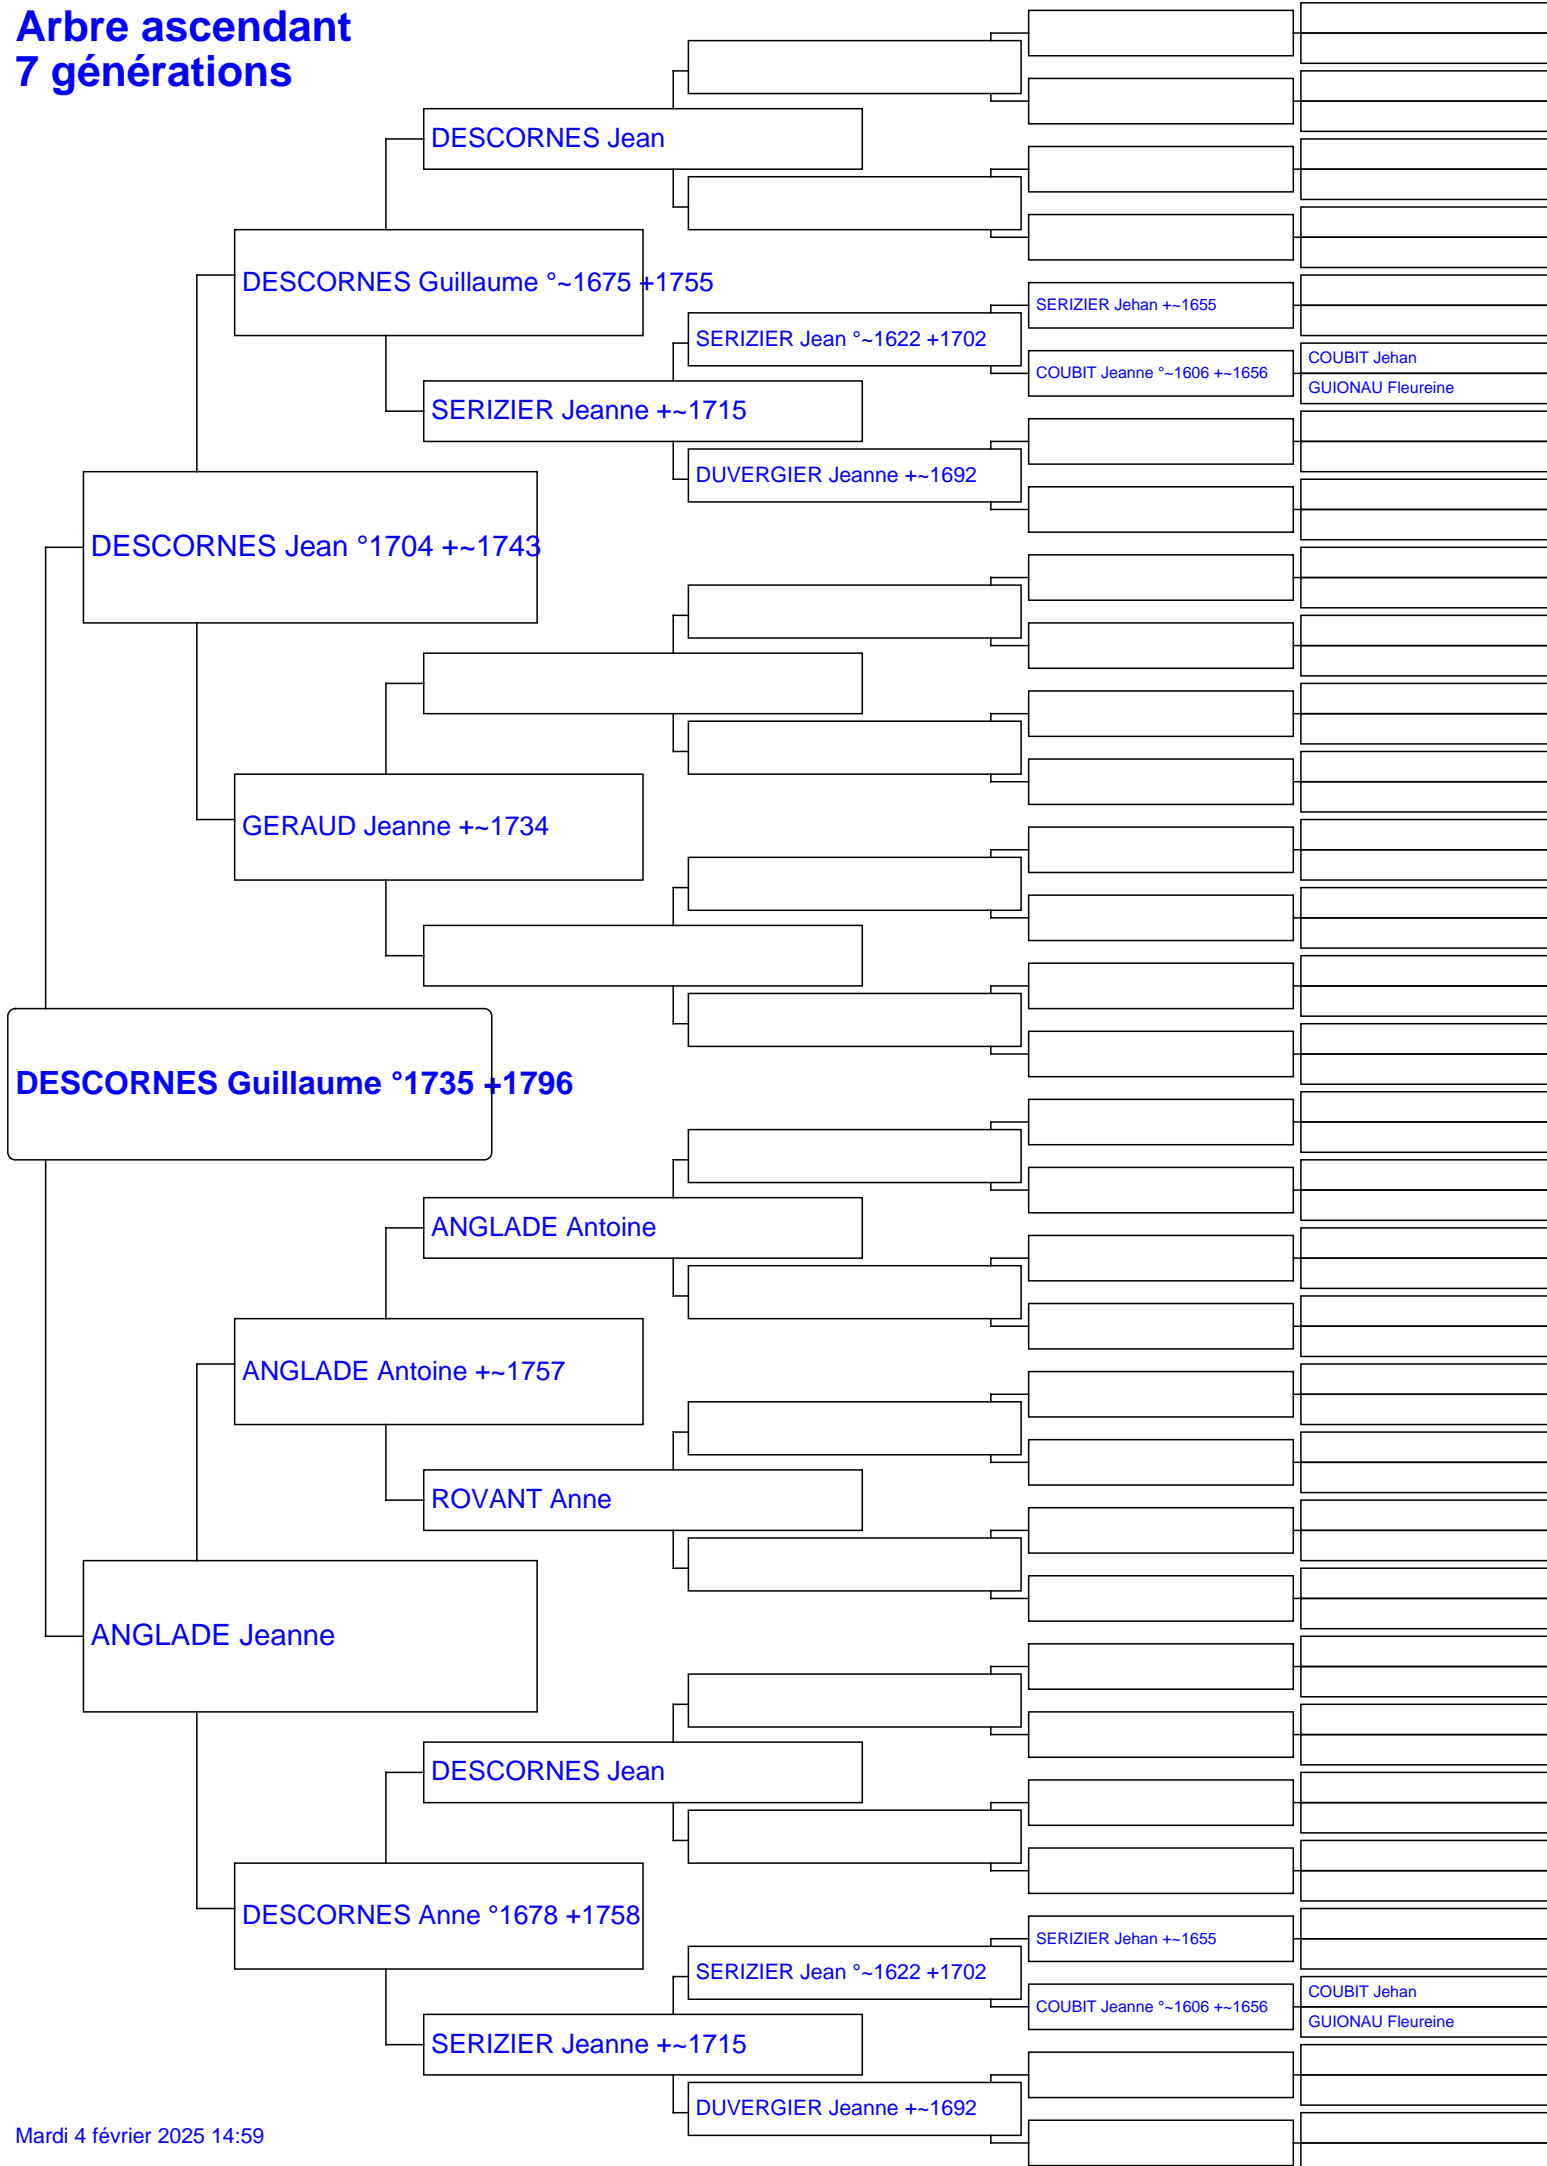 Arbre ascendant
7 générations
DESCORNES Jean
DESCORNES Guillaume °~1675 +1755
SERIZIER Jehan +~1655
SERIZIER Jean °~1622 +1702
COUBIT Jehan
COUBIT Jeanne °~1606 +~1656
GUIONAU Fleureine
SERIZIER Jeanne +~1715
DUVERGIER Jeanne +~1692
DESCORNES Jean °1704 +~1743
GERAUD Jeanne +~1734
DESCORNES Guillaume °1735 +1796
ANGLADE Antoine
ANGLADE Antoine +~1757
ROVANT Anne
ANGLADE Jeanne
DESCORNES Jean
DESCORNES Anne °1678 +1758
SERIZIER Jehan +~1655
SERIZIER Jean °~1622 +1702
COUBIT Jehan
COUBIT Jeanne °~1606 +~1656
GUIONAU Fleureine
SERIZIER Jeanne +~1715
DUVERGIER Jeanne +~1692
Mardi 4 février 2025 14:59